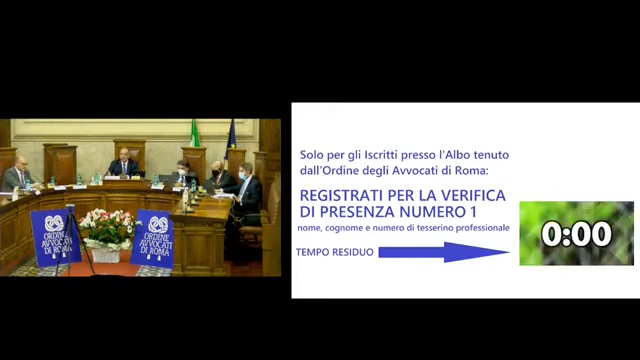 Solo per gli Iscritti presso l'Albo tenuto
dall'Ordine degli Avvocati di Roma:
REGISTRATI PER LA VERIFICA
DI PRESENZA NUMERO 1
nome, cognome e numero di tesserino professionale
TEMPO RESIDUO
0:00
ORDINE
AVVOCATI
DI ROMA
ORDINE
AVVOCATI
DI ROMA